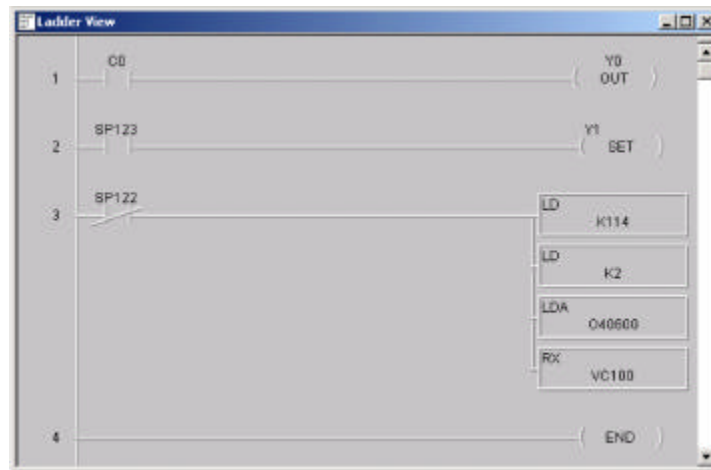 Ladder View
C0 Y0
1 OUT
SP123 Y1
2 SET
SP122
3 LD
K114
LD
K2
LDA
O40600
RX
VC100
4 END